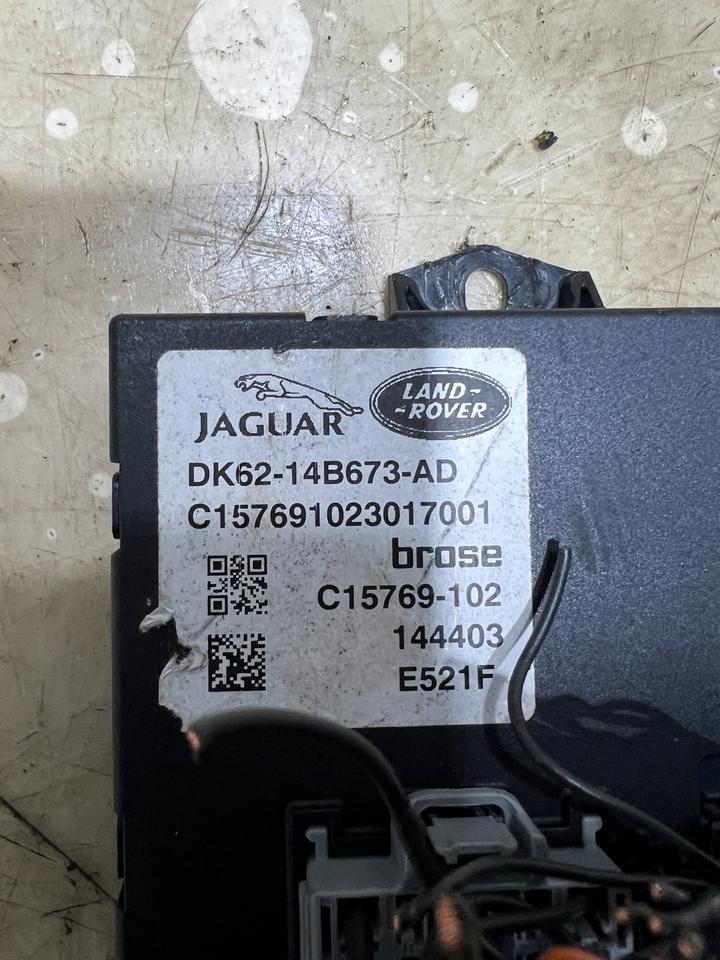 JAGUAR
LAND-
-ROVER
DK62-14B673-AD
C157691023017001
brose
C15769-102
144403
E521F